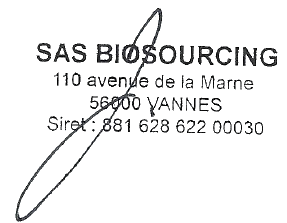 SAS BIOSOURCING
110 avenue de la Marne
56000 VANNES
Siret : 881 628 622 00030